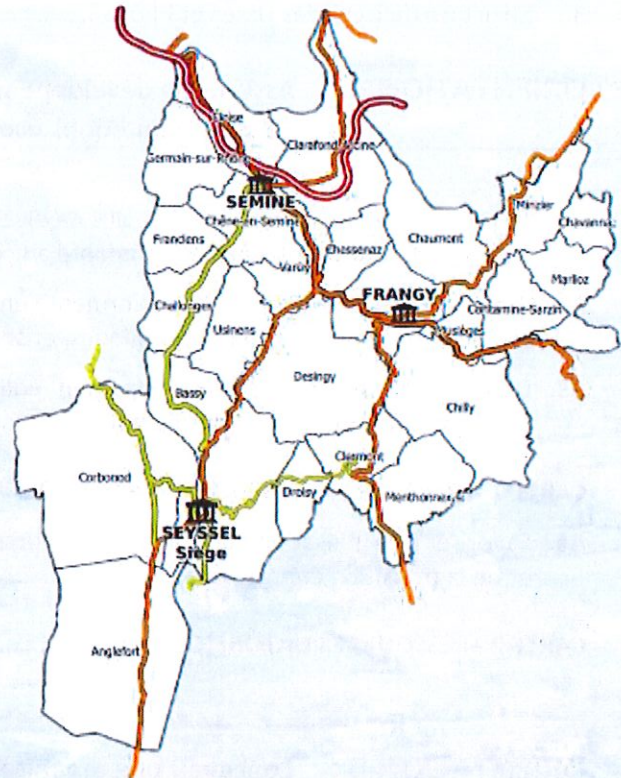 Eloise
Germain-sur-Rhône
Clarafond-Arcine
SEMINE
Chêne-en-Semine
Franclens
Chessenaz
Vanzy
Chaumont
Minzier
Chavannaz
Marlioz
Contamine-Sarzin
Challonges
FRANGY
Musièges
Usinens
Bassy
Desingy
Chilly
Clermont
Menthonnex
Droisy
Corbonod
SEYSSEL
Siège
Anglefort